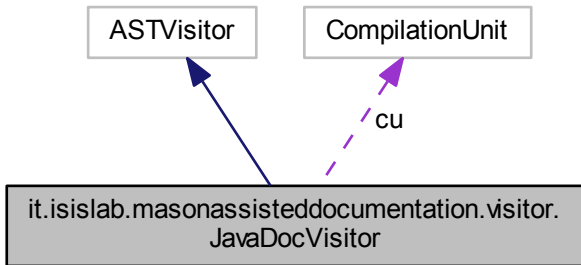 ASTVisitor
CompilationUnit
cu
it.isislab.masonassisteddocumentation.visitor.
JavaDocVisitor